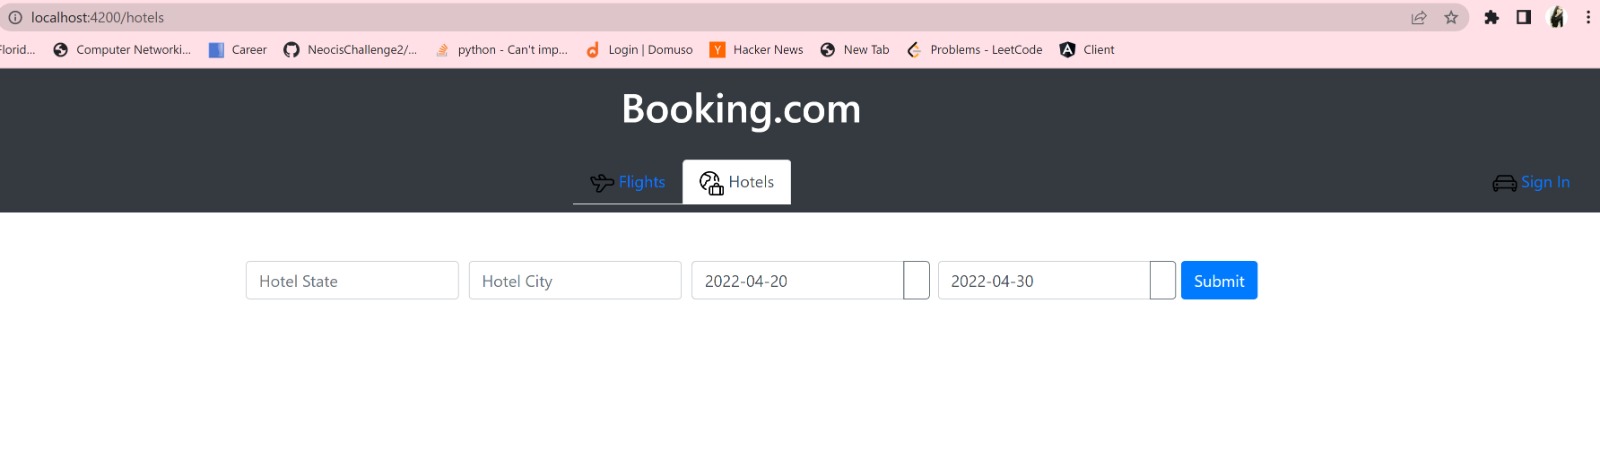 localhost:4200/hotels
Florid... Computer Networki... Career NeocisChallenge2/... python - Can't imp... Login | Domuso Y Hacker News New Tab Problems - LeetCode A Client
Booking.com
Flights Hotels Sign In
Hotel State Hotel City 2022-04-20 2022-04-30 Submit